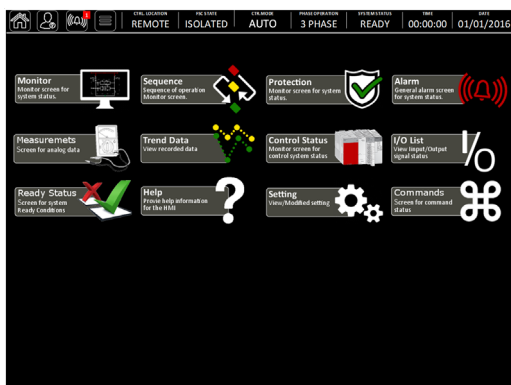 CTRL. LOCATION
REMOTE
FSC STATE
ISOLATED
CTR.MODE
AUTO
PHASE OPERATION
3 PHASE
SYSTEM STATUS
READY
TIME
00:00:00
DATE
01/01/2016
Monitor
Monitor screen for
system status.
Sequence
Sequence of operation
Monitor screen.
Protection
Monitor screen for system
status.
Alarm
General alarm screen
for system status.
Measuremets
Screen for analog data
Trend Data
View recorded data
Control Status
Monitor screen for
control system status
I/O List
View Input/Output
signal status
I/O
Ready Status
Screen for system
Ready Conditions
Help
Provie help information
for the HMI
?
Setting
View/Modified setting
Commands
Screen for command
status